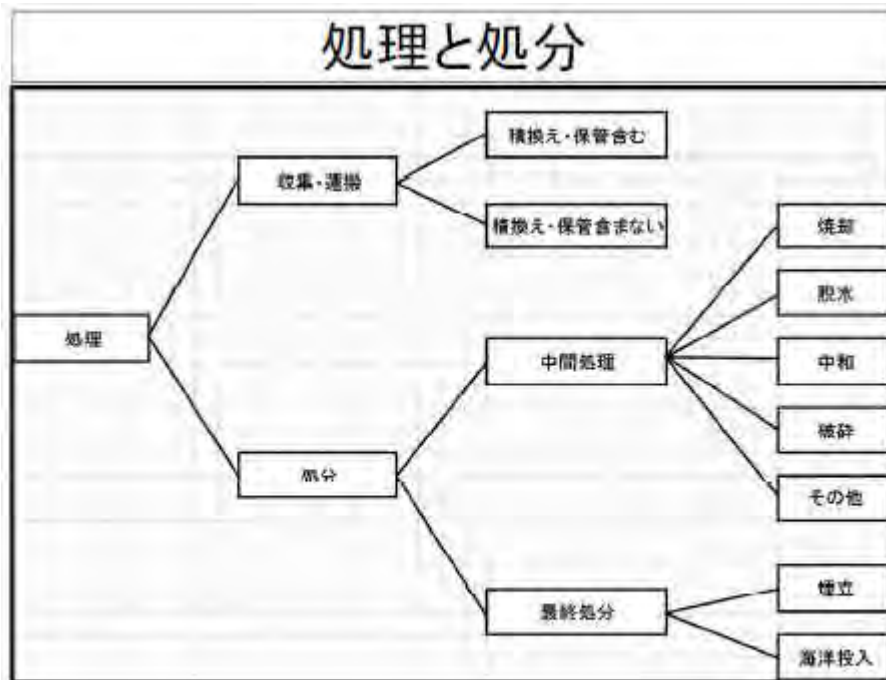 処理と処分
積換え・保管含む
収集・運搬
積換え・保管含まない
焼却
脱水
処理
中間処理
中和
破砕
処分
その他
埋立
最終処分
海洋投入